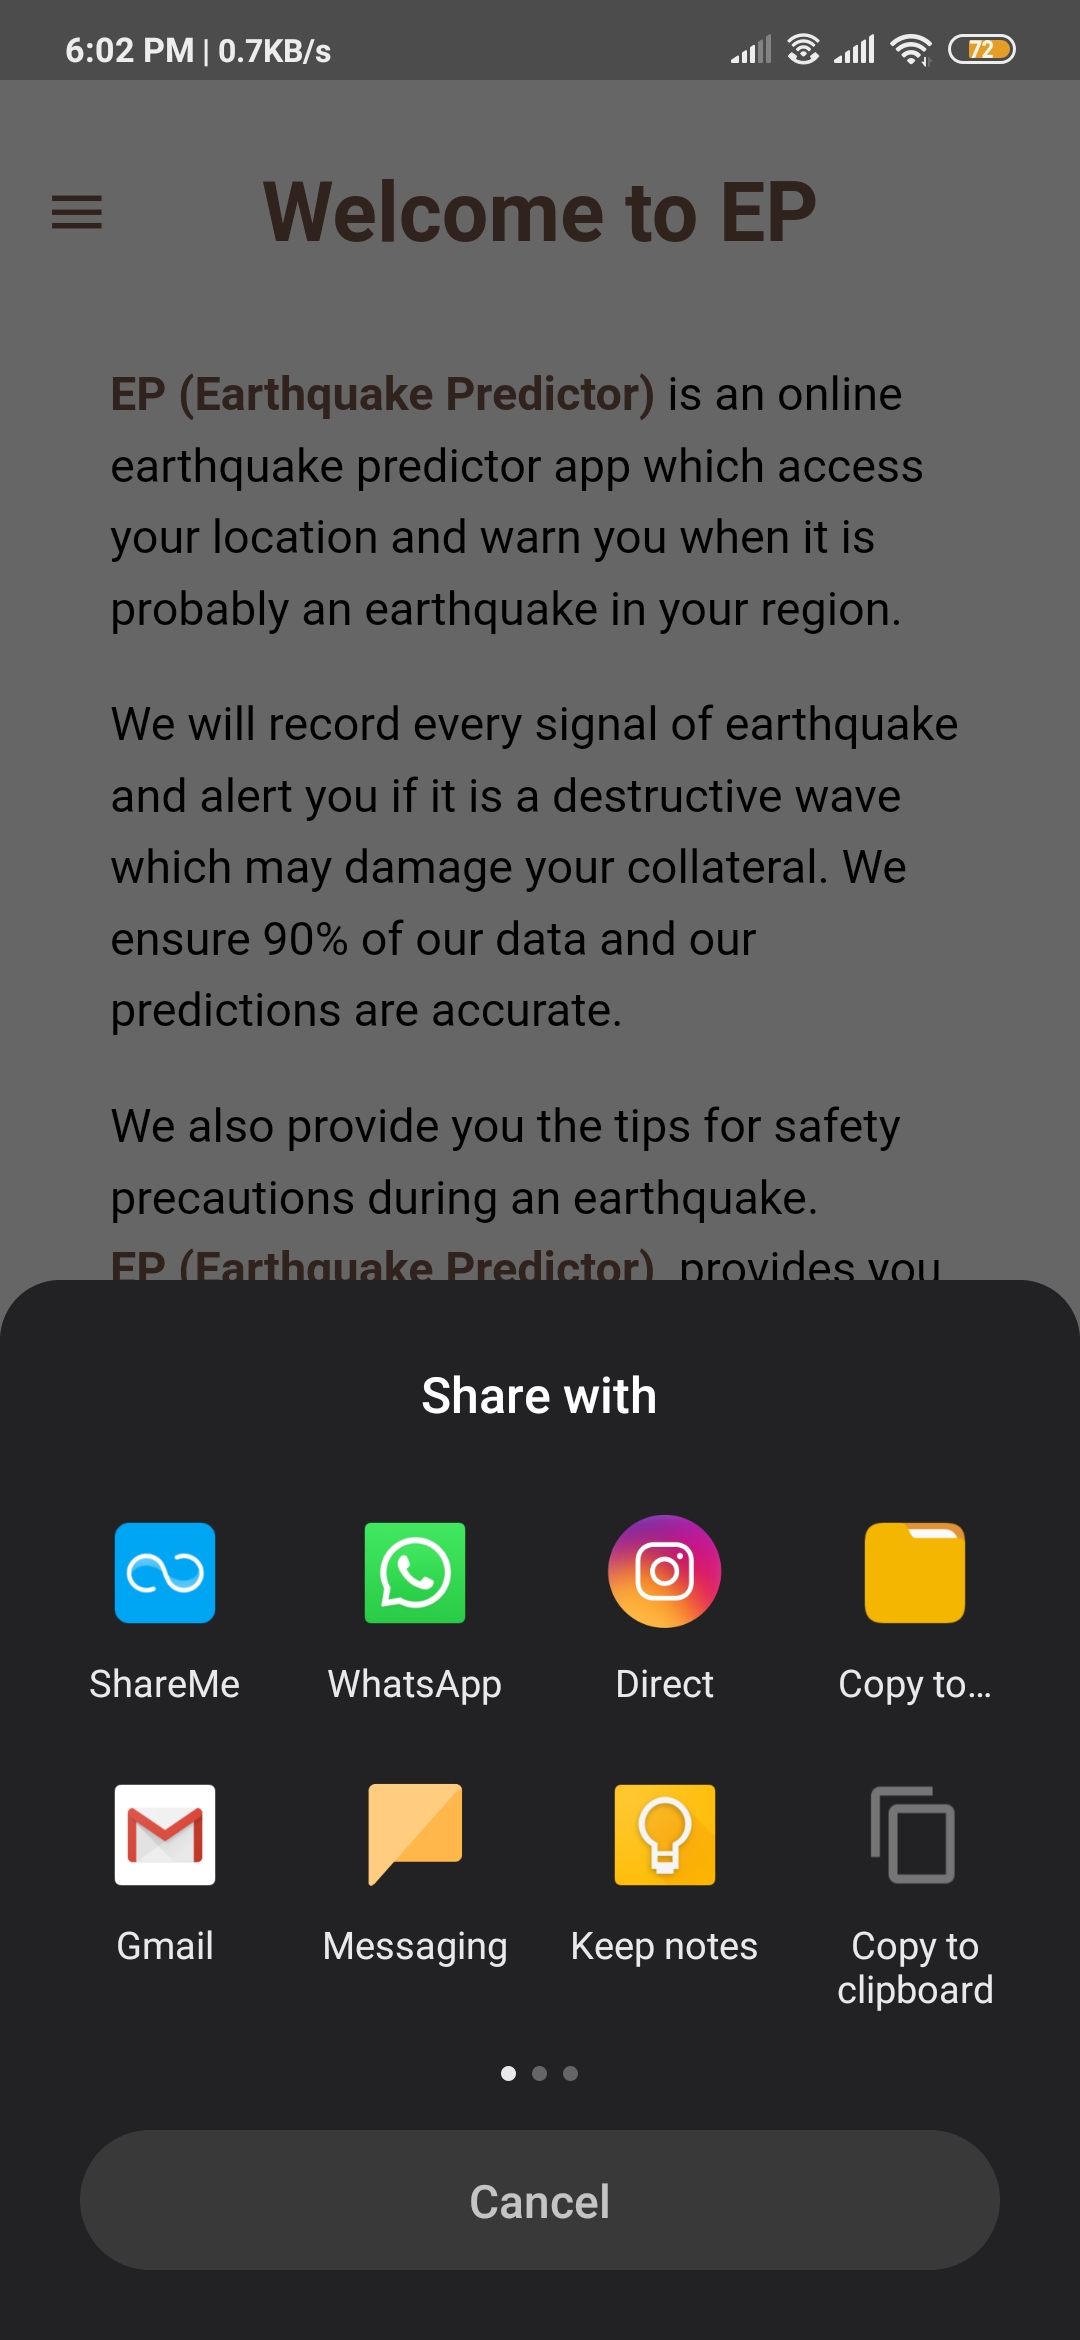 6:02 PM | 0.7KB/s
72
Welcome to EP
EP (Earthquake Predictor) is an online
earthquake predictor app which access
your location and warn you when it is
probably an earthquake in your region.
We will record every signal of earthquake
and alert you if it is a destructive wave
which may damage your collateral. We
ensure 90% of our data and our
predictions are accurate.
We also provide you the tips for safety
precautions during an earthquake.
EP (Earthquake Predictor) provides you
Share with
ShareMe
WhatsApp
Direct
Copy to...
Gmail
Messaging
Keep notes
Copy to
clipboard
Cancel